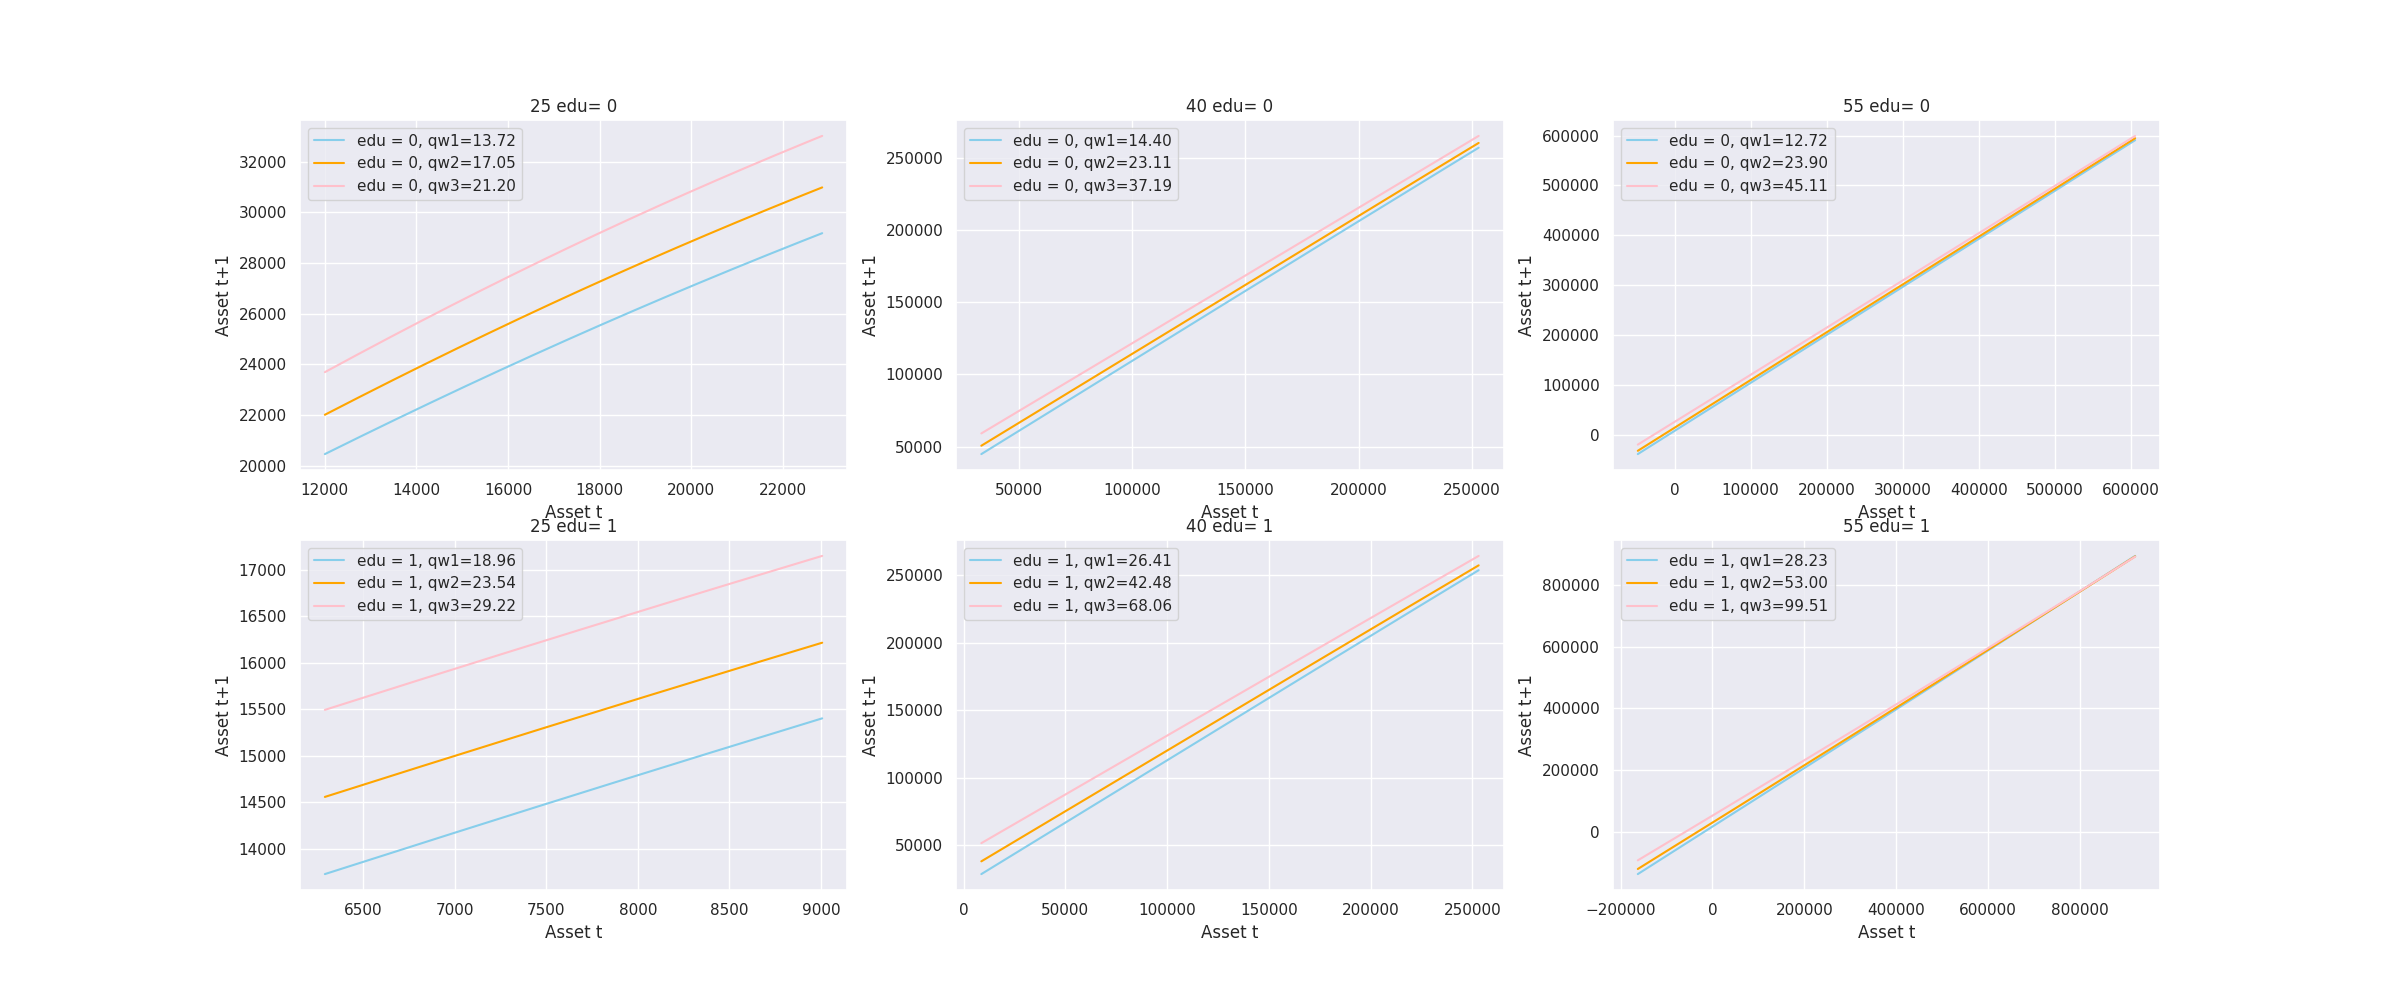 25 edu= 0
edu = 0, qw1=13.72
edu = 0, qw2=17.05
edu = 0, qw3=21.20
32000
30000
28000
26000
24000
22000
20000
Asset t+1
12000 14000 16000 18000 20000 22000
Asset t
40 edu= 0
edu = 0, qw1=14.40
edu = 0, qw2=23.11
edu = 0, qw3=37.19
250000
200000
150000
100000
50000
Asset t+1
50000 100000 150000 200000 250000
Asset t
55 edu= 0
edu = 0, qw1=12.72
edu = 0, qw2=23.90
edu = 0, qw3=45.11
600000
500000
400000
300000
200000
100000
0
Asset t+1
0 100000 200000 300000 400000 500000 600000
Asset t
25 edu= 1
edu = 1, qw1=18.96
edu = 1, qw2=23.54
edu = 1, qw3=29.22
17000
16500
16000
15500
15000
14500
14000
Asset t+1
6500 7000 7500 8000 8500 9000
Asset t
40 edu= 1
edu = 1, qw1=26.41
edu = 1, qw2=42.48
edu = 1, qw3=68.06
250000
200000
150000
100000
50000
Asset t+1
0 50000 100000 150000 200000 250000
Asset t
55 edu= 1
edu = 1, qw1=28.23
edu = 1, qw2=53.00
edu = 1, qw3=99.51
800000
600000
400000
200000
0
Asset t+1
−200000 0 200000 400000 600000 800000
Asset t